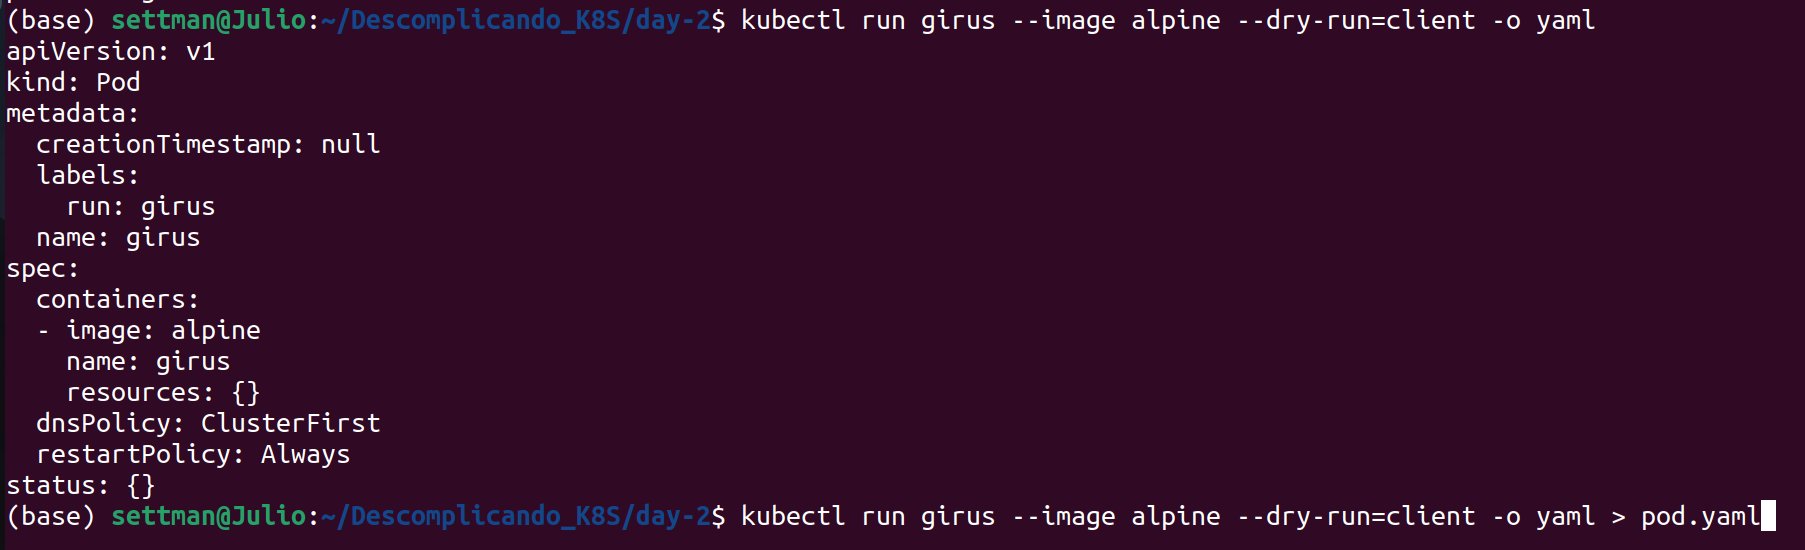 (base) settman@Julio:~/Descomplicando_K8S/day-2$ kubectl run girus --image alpine --dry-run=client -o yaml
apiVersion: v1
kind: Pod
metadata:
  creationTimestamp: null
  labels:
    run: girus
  name: girus
spec:
  containers:
  - image: alpine
    name: girus
    resources: {}
  dnsPolicy: ClusterFirst
  restartPolicy: Always
status: {}
(base) settman@Julio:~/Descomplicando_K8S/day-2$ kubectl run girus --image alpine --dry-run=client -o yaml > pod.yaml